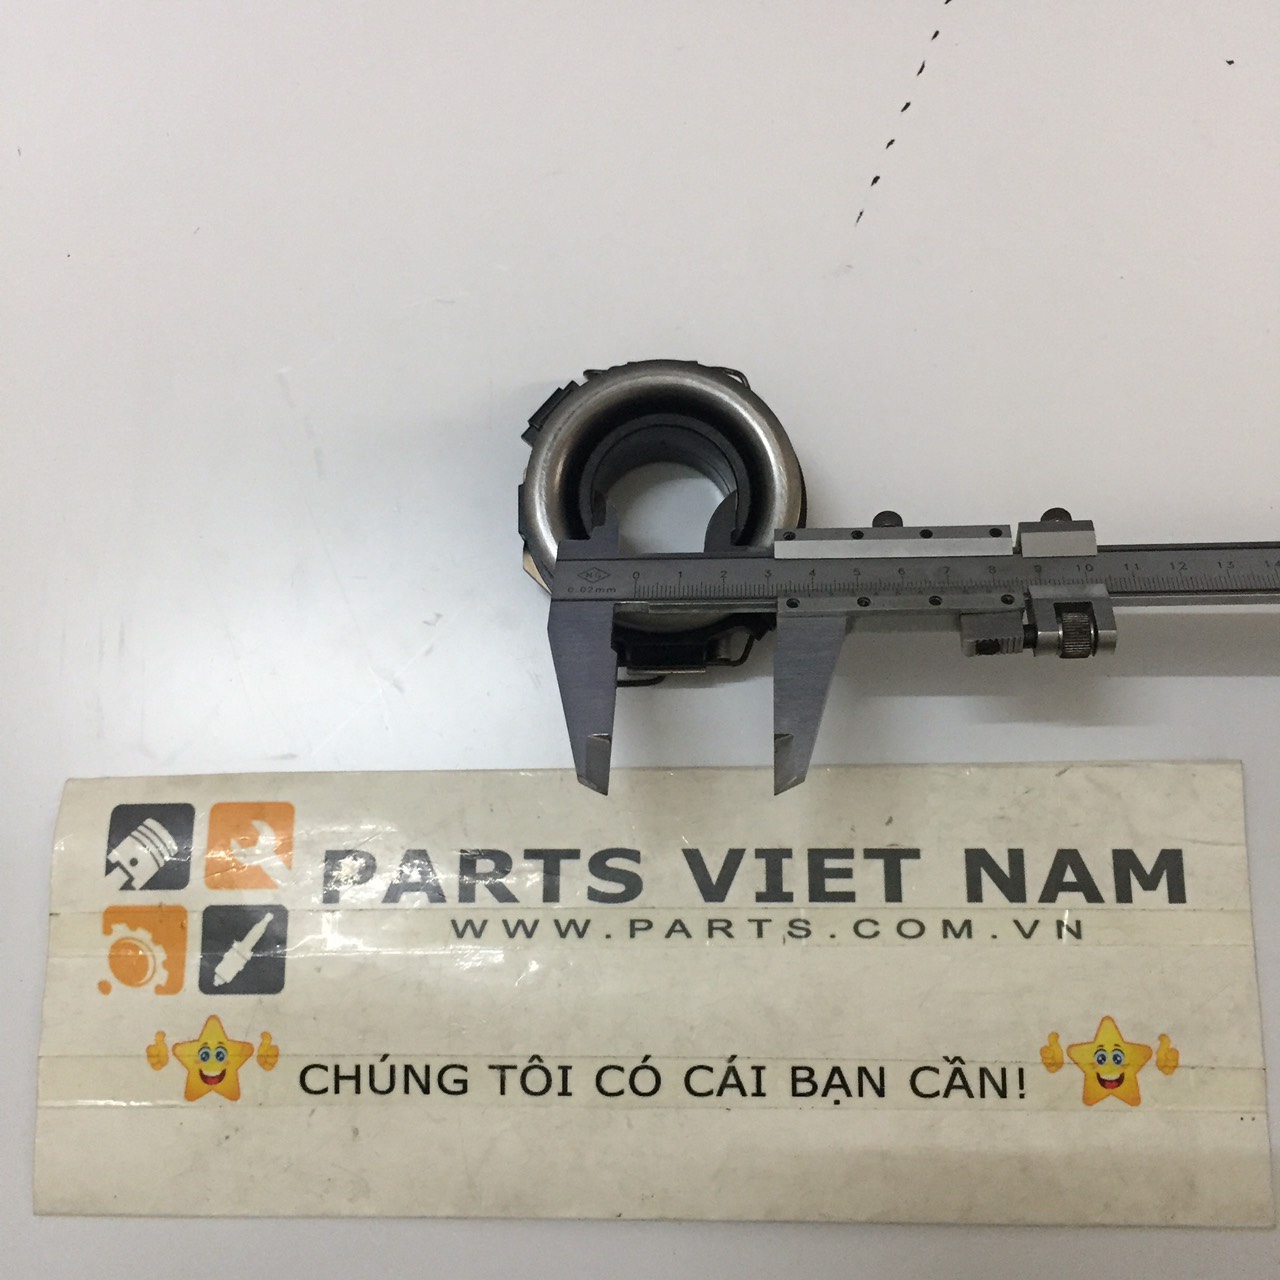 0 1 2 3 4 5 6 7 8 9 10 11 12 13 14
0.02mm
PARTS VIET NAM
WWW.PARTS.COM.VN
CHÚNG TÔI CÓ CÁI BẠN CẦN!